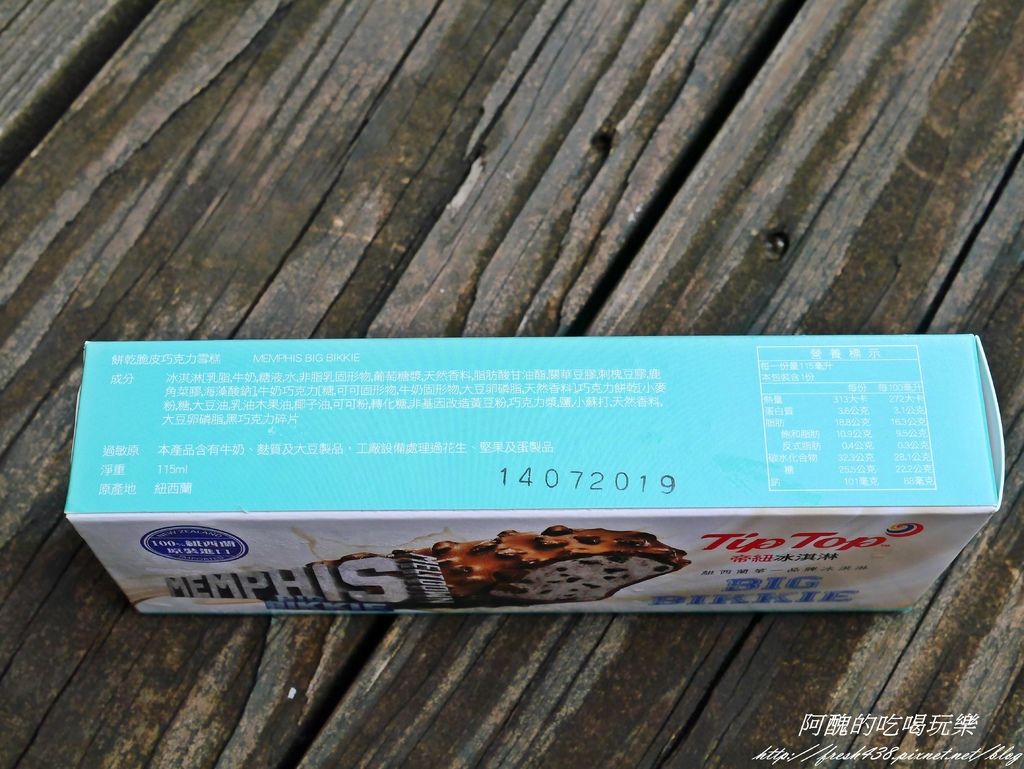 餅乾脆皮巧克力雪糕 MEMPHIS BIG BIKKIE
成分 冰淇淋[乳脂,牛奶,糖液,水,非脂乳固形物,葡萄糖漿,天然香料,脂肪酸甘油酯,關華豆膠,刺槐豆膠,鹿
角菜膠,海藻酸鈉],牛奶巧克力[糖,可可固形物,牛奶固形物,大豆卵磷脂,天然香料],巧克力餅乾[小麥
粉,糖,大豆油,乳油木果油,椰子油,可可粉,轉化糖,非基因改造黃豆粉,巧克力漿,鹽,小蘇打,天然香料,
大豆卵磷脂,黑巧克力碎片
過敏原 本產品含有牛奶、麩質及大豆製品，工廠設備處理過花生、堅果及蛋製品
淨重 115ml
原產地 紐西蘭
14072019
營養標示
每一份量115毫升
本包裝含1份
每份 每100毫升
熱量 313大卡 272大卡
蛋白質 3.6公克 3.1公克
脂肪 18.8公克 16.3公克
飽和脂肪 10.9公克 9.5公克
反式脂肪 0.4公克 0.3公克
碳水化合物 32.3公克 28.1公克
糖 25.5公克 22.2公克
鈉 101毫克 88毫克
NEW ZEALAND
100%紐西蘭
原裝進口
MEMPHIS
MELTDOWN
BIKKIE
Tip Top
帝紐冰淇淋
紐西蘭第一品牌冰淇淋
BIG
BIKKIE
阿醜的吃喝玩樂
http://fresh438.pixnet.net/blog